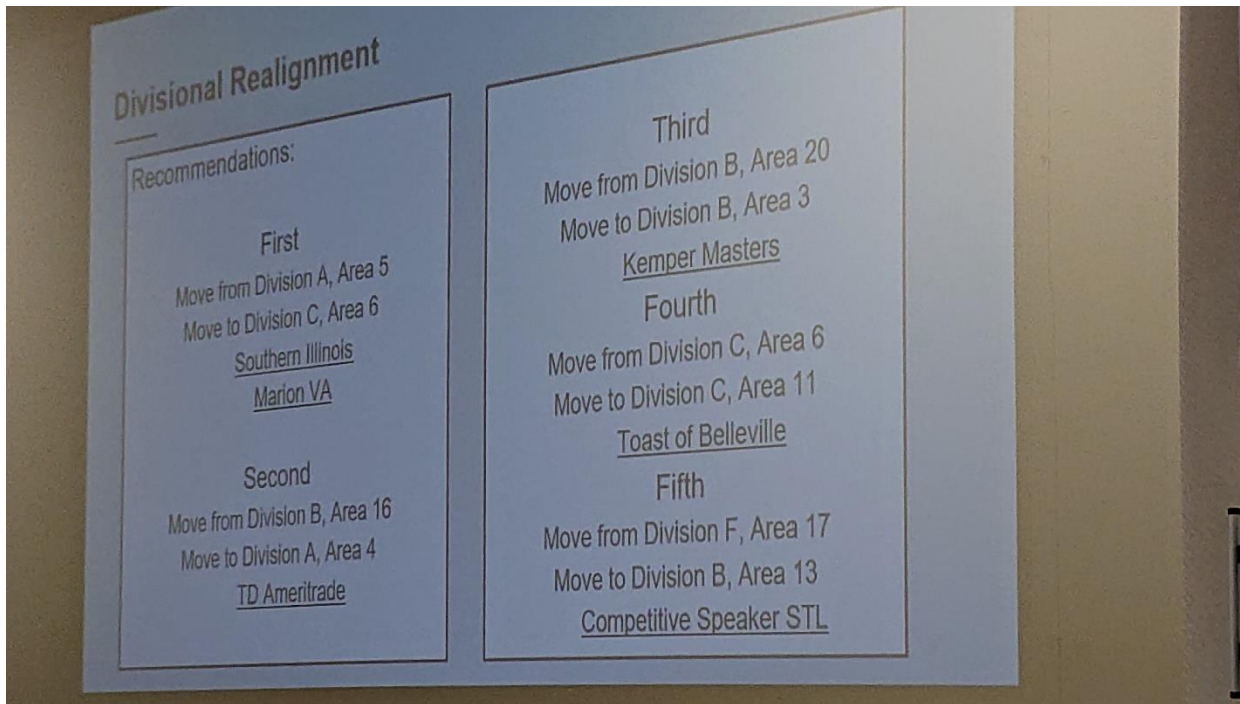 Divisional Realignment
Recommendations:
First
Move from Division A, Area 5
Move to Division C, Area 6
Southern Illinois
Marion VA
Second
Move from Division B, Area 16
Move to Division A, Area 4
TD Ameritrade
Third
Move from Division B, Area 20
Move to Division B, Area 3
Kemper Masters
Fourth
Move from Division C, Area 6
Move to Division C, Area 11
Toast of Belleville
Fifth
Move from Division F, Area 17
Move to Division B, Area 13
Competitive Speaker STL